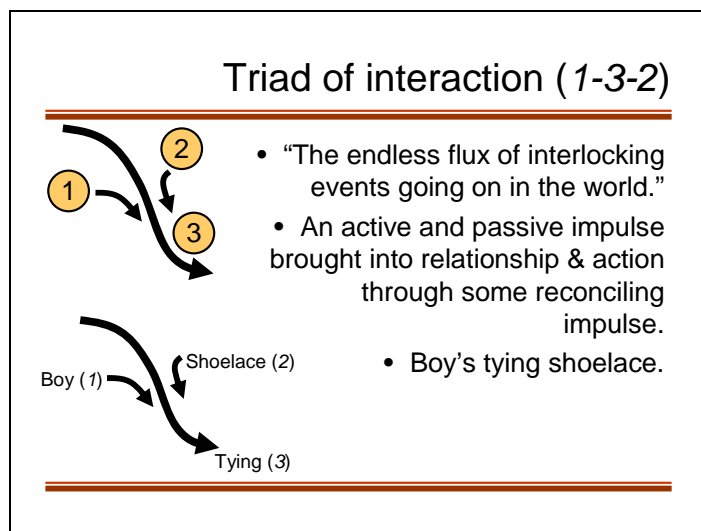 Triad of interaction (1-3-2)
1
2
3
• “The endless flux of interlocking
events going on in the world.”
• An active and passive impulse
brought into relationship & action
through some reconciling
impulse.
• Boy’s tying shoelace.
Boy (1)
Shoelace (2)
Tying (3)